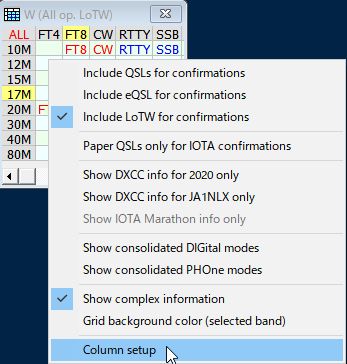 W (All op. LoTW)
ALL FT4 FT8 CW RTTY SSB
10M FT8 CW RTTY SSB
12M
15M
17M
20M
30M
40M
80M
Include QSLs for confirmations
Include eQSL for confirmations
Include LoTW for confirmations
Paper QSLs only for IOTA confirmations
Show DXCC info for 2020 only
Show DXCC info for JA1NLX only
Show IOTA Marathon info only
Show consolidated DIGital modes
Show consolidated PHOne modes
Show complex information
Grid background color (selected band)
Column setup